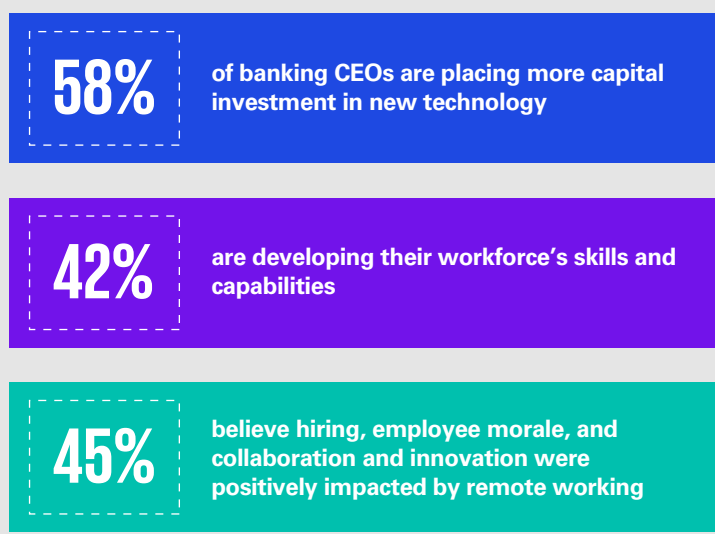 58%
of banking CEOs are placing more capital
investment in new technology
42%
are developing their workforce’s skills and
capabilities
45%
believe hiring, employee morale, and
collaboration and innovation were
positively impacted by remote working